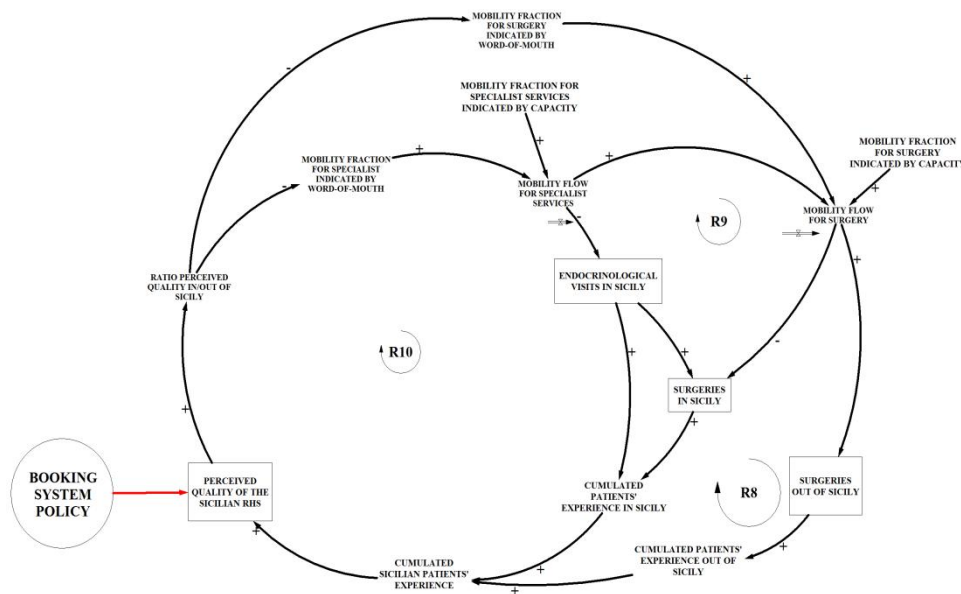 MOBILITY FRACTION
FOR SURGERY
INDICATED BY
WORD-OF-MOUTH
-
+
MOBILITY FRACTION FOR
SPECIALIST SERVICES
INDICATED BY CAPACITY
+
MOBILITY FRACTION
FOR SURGERY
INDICATED BY CAPACITY
+
MOBILITY FRACTION
FOR SPECIALIST
INDICATED BY
WORD-OF-MOUTH
+
-
MOBILITY FLOW
FOR SPECIALIST
SERVICES
+
-
R9
MOBILITY FLOW
FOR SURGERY
+
-
RATIO PERCEIVED
QUALITY IN/OUT OF
SICILY
+
ENDOCRINOLOGICAL
VISITS IN SICILY
+
+
R10
SURGERIES
IN SICILY
+
BOOKING
SYSTEM
POLICY
PERCEIVED
QUALITY OF THE
SICILIAN RHS
+
CUMULATED
PATIENTS'
EXPERIENCE IN SICILY
+
R8
SURGERIES
OUT OF SICILY
+
CUMULATED
SICILIAN PATIENTS'
EXPERIENCE
CUMULATED PATIENTS'
EXPERIENCE OUT OF
SICILY
+